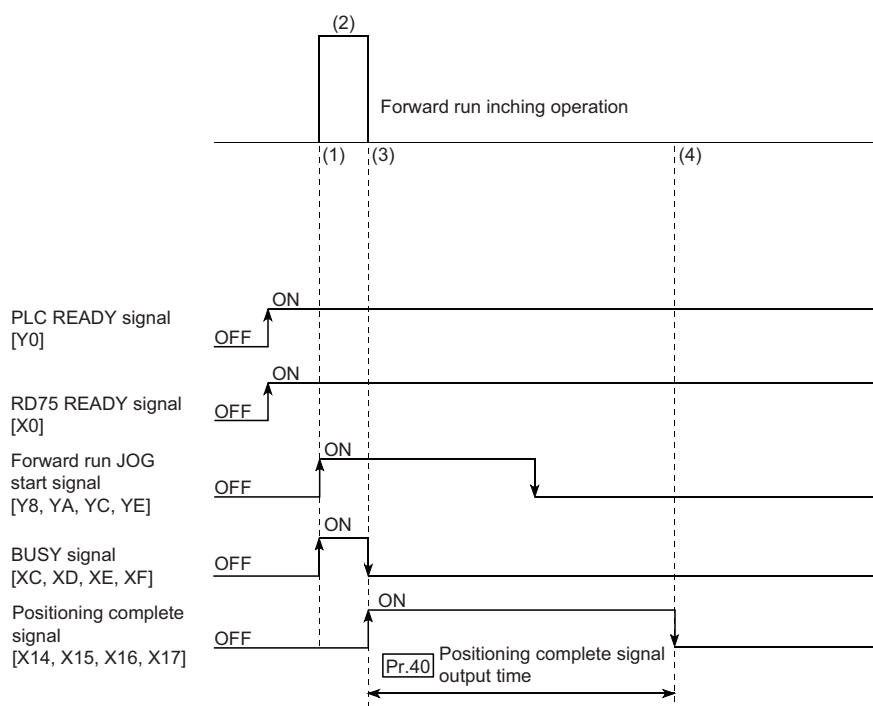 (2)
Forward run inching operation
(1)
(3)
(4)
ON
PLC READY signal
[Y0]
OFF
ON
RD75 READY signal
[X0]
OFF
ON
Forward run JOG
start signal
[Y8, YA, YC, YE]
OFF
ON
BUSY signal
[XC, XD, XE, XF]
OFF
ON
Positioning complete
signal
[X14, X15, X16, X17]
OFF
Pr.40 Positioning complete signal
output time